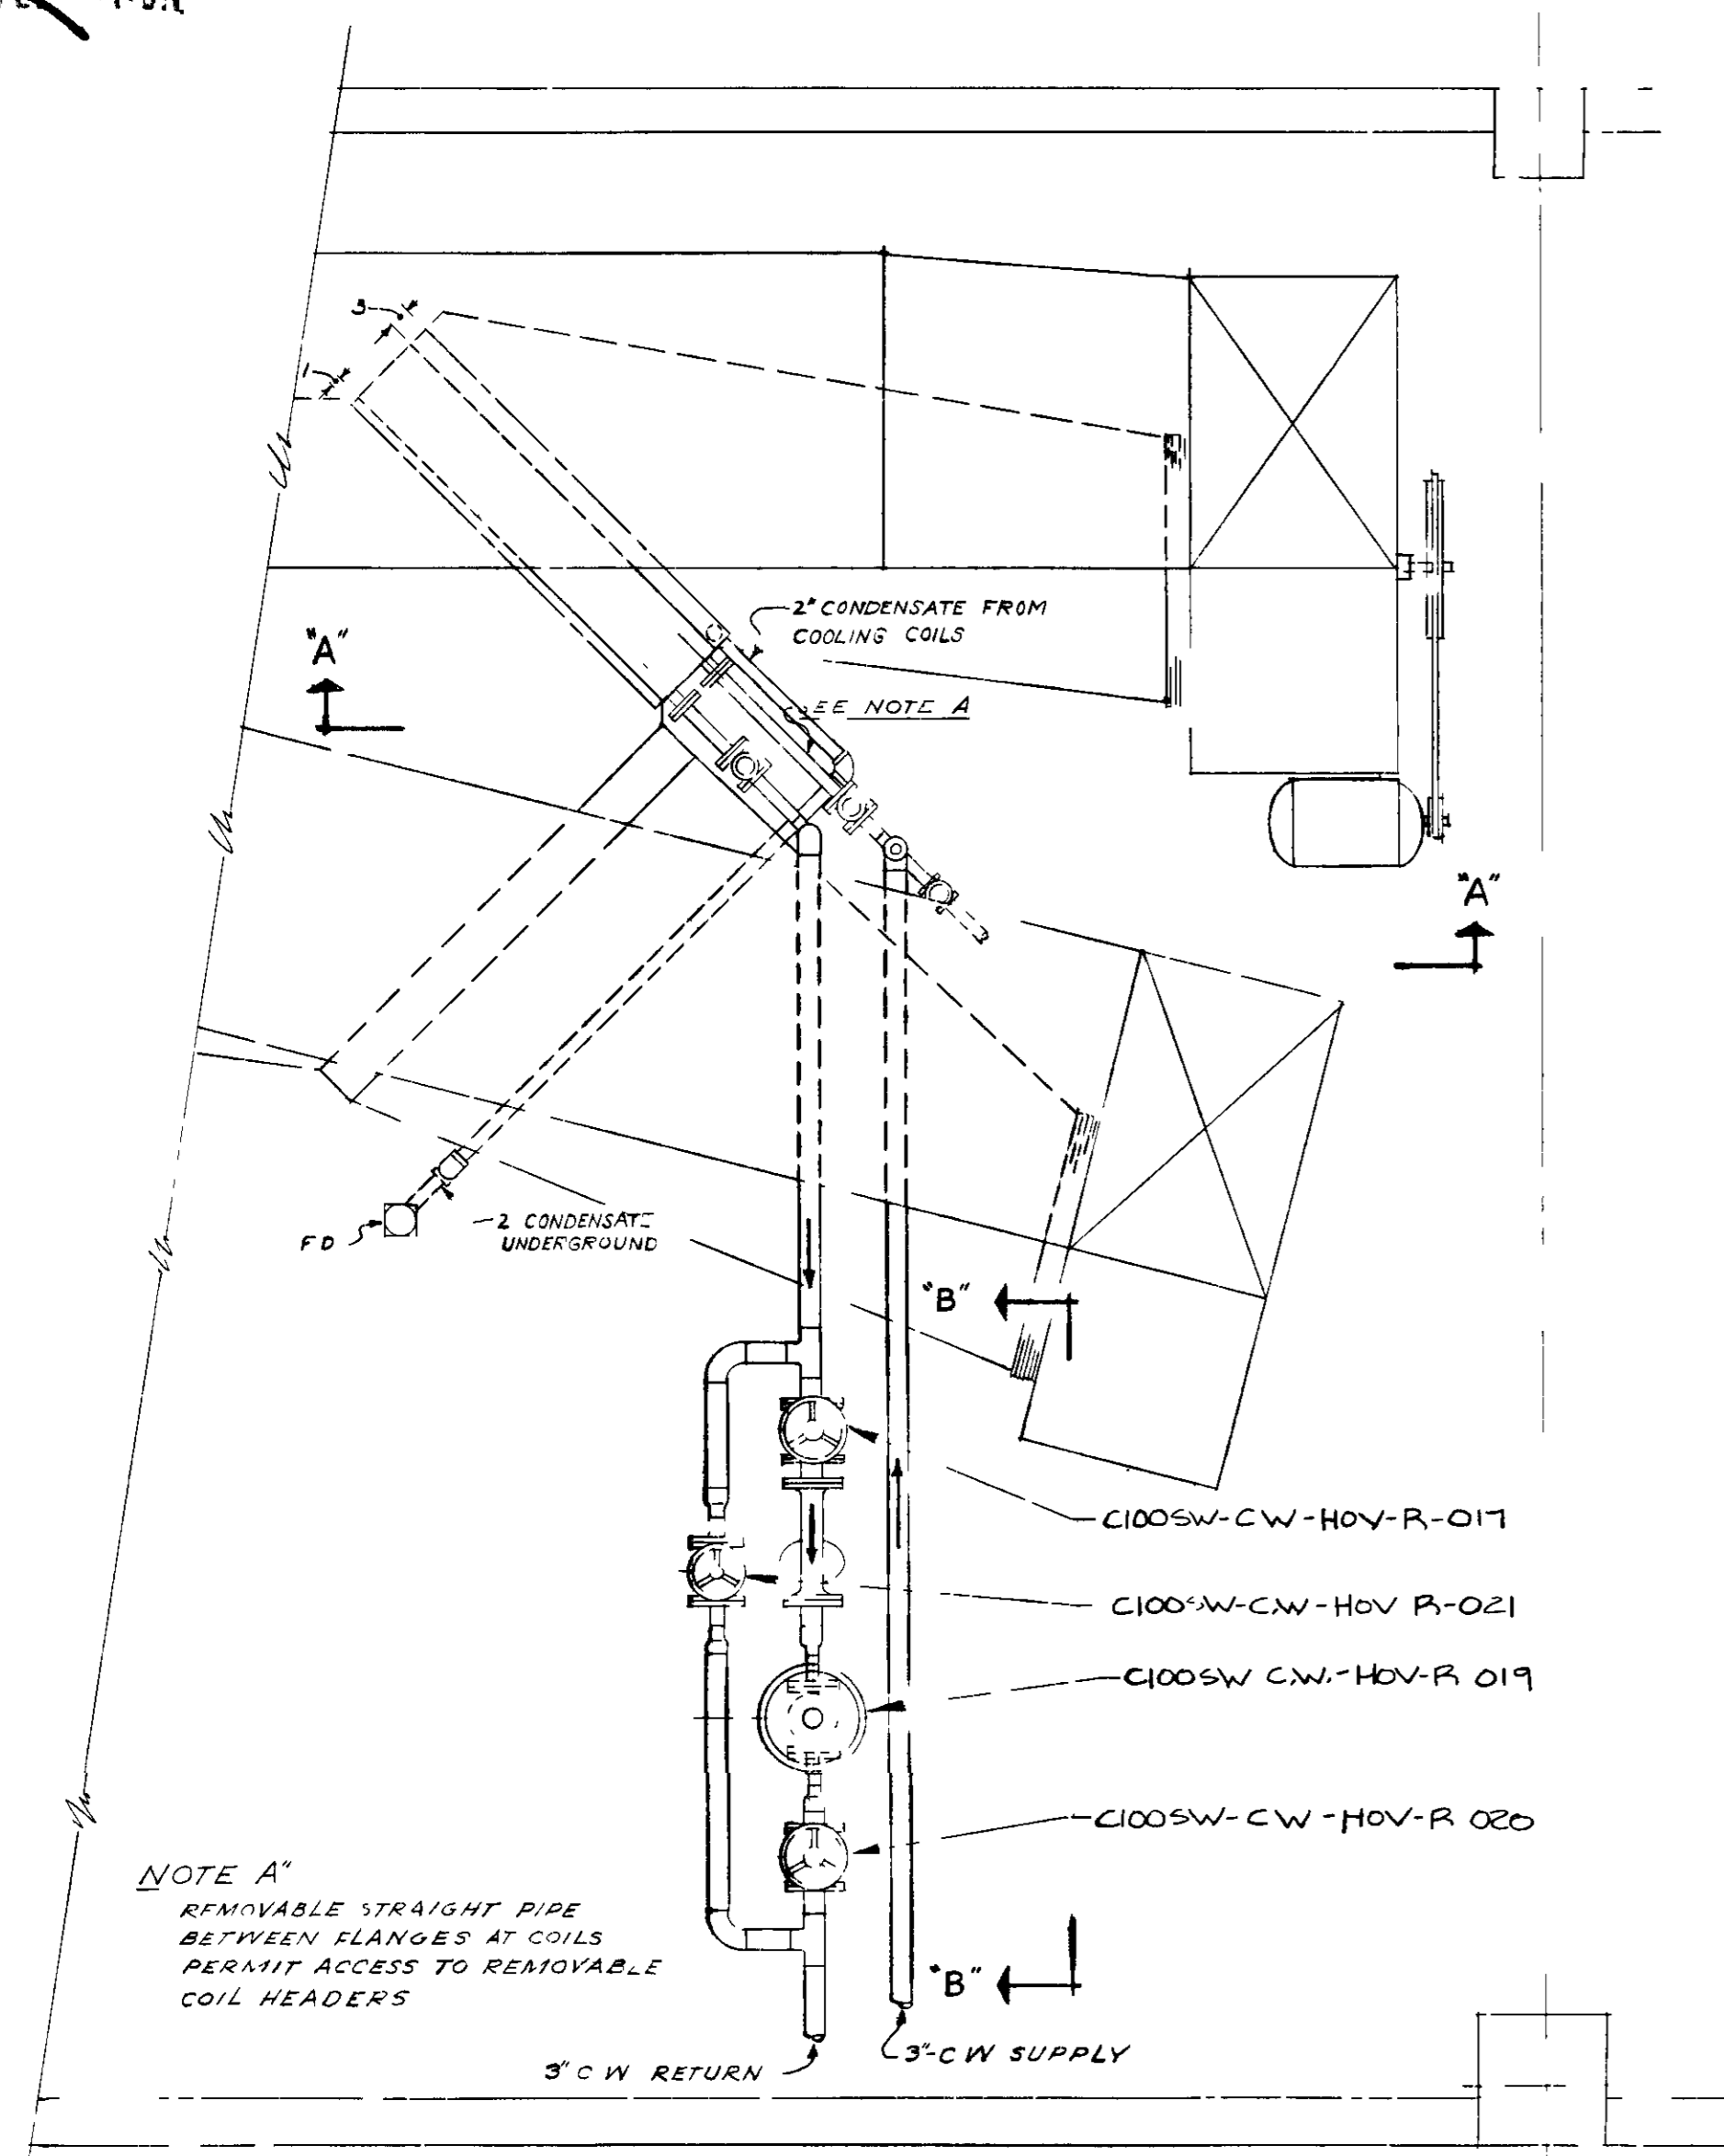 3
1
2" CONDENSATE FROM
COOLING COILS
"A"
SEE NOTE A
"A"
2 CONDENSATE
UNDERGROUND
FD
"B"
C100SW-CW-HOV-R-017
C100SW-CW-HOV R-021
C100SW C.W.-HOV-R 019
C100SW-CW-HOV-R 020
NOTE A"
REMOVABLE STRAIGHT PIPE
BETWEEN FLANGES AT COILS
PERMIT ACCESS TO REMOVABLE
COIL HEADERS
"B"
3"-CW SUPPLY
3" CW RETURN